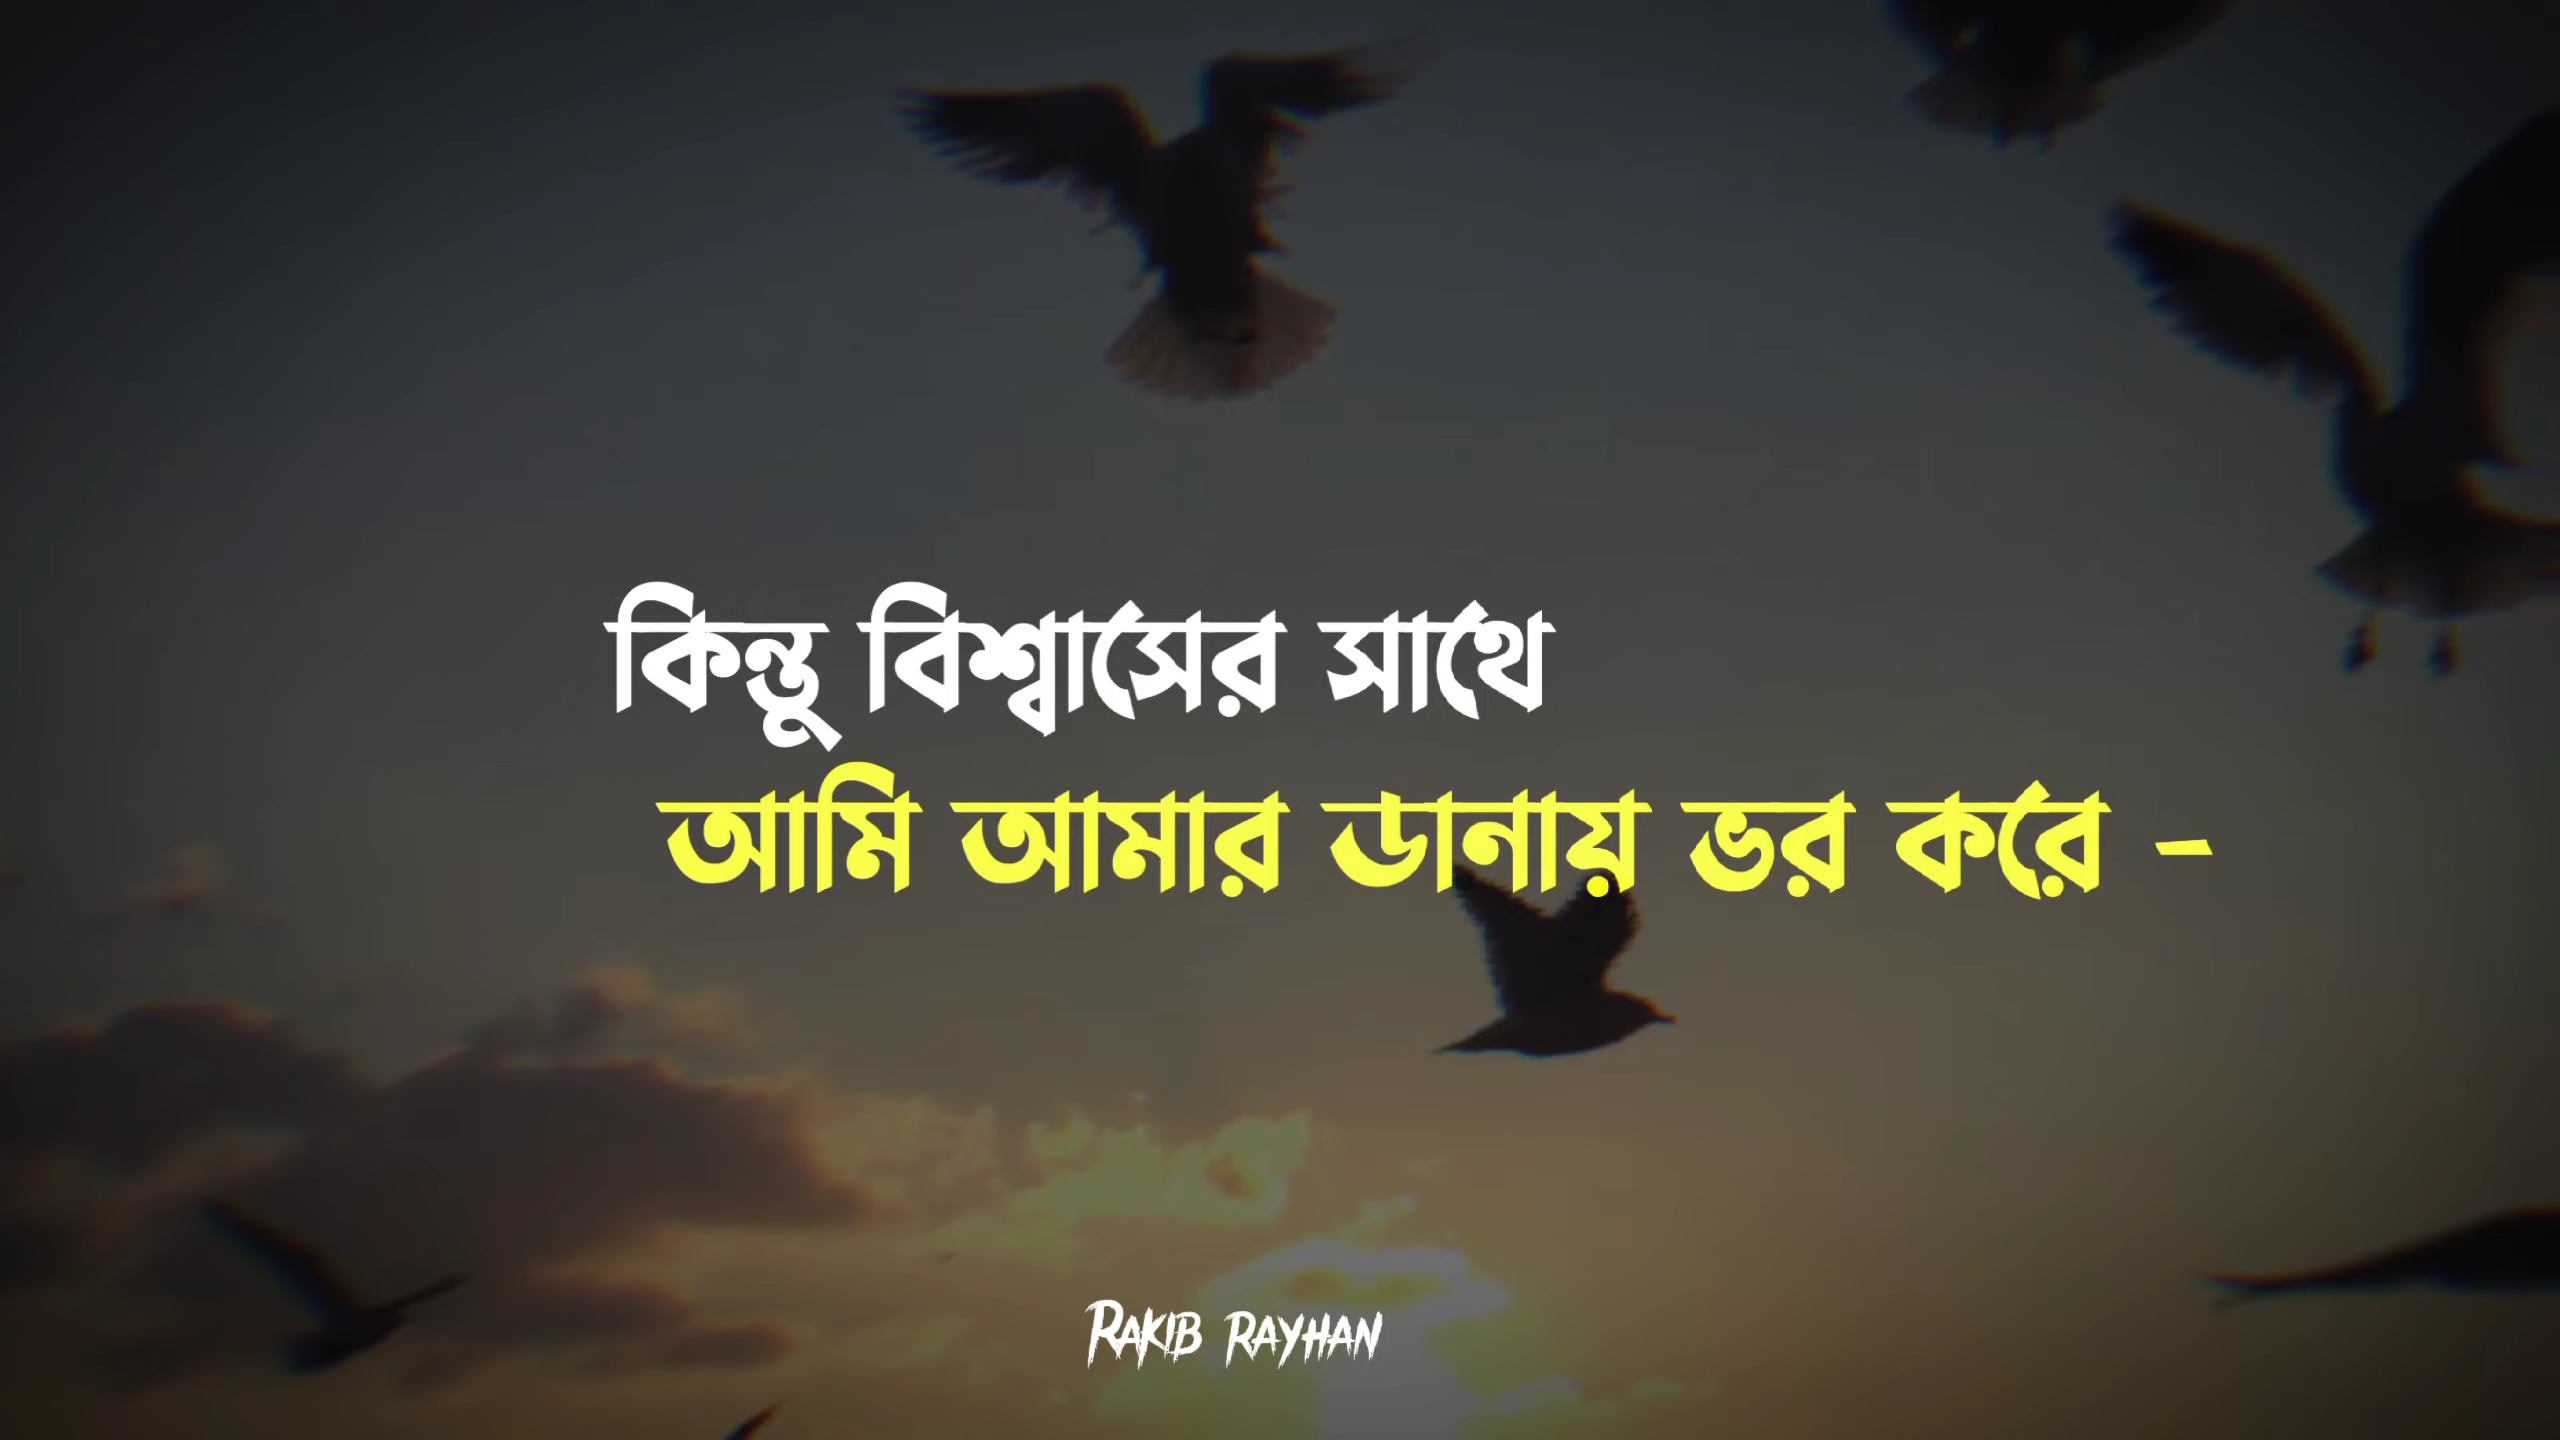 কিন্তু বিশ্বাসের সাথে
আমি আমার ডানায় ভর করে -
Rakib Rayhan